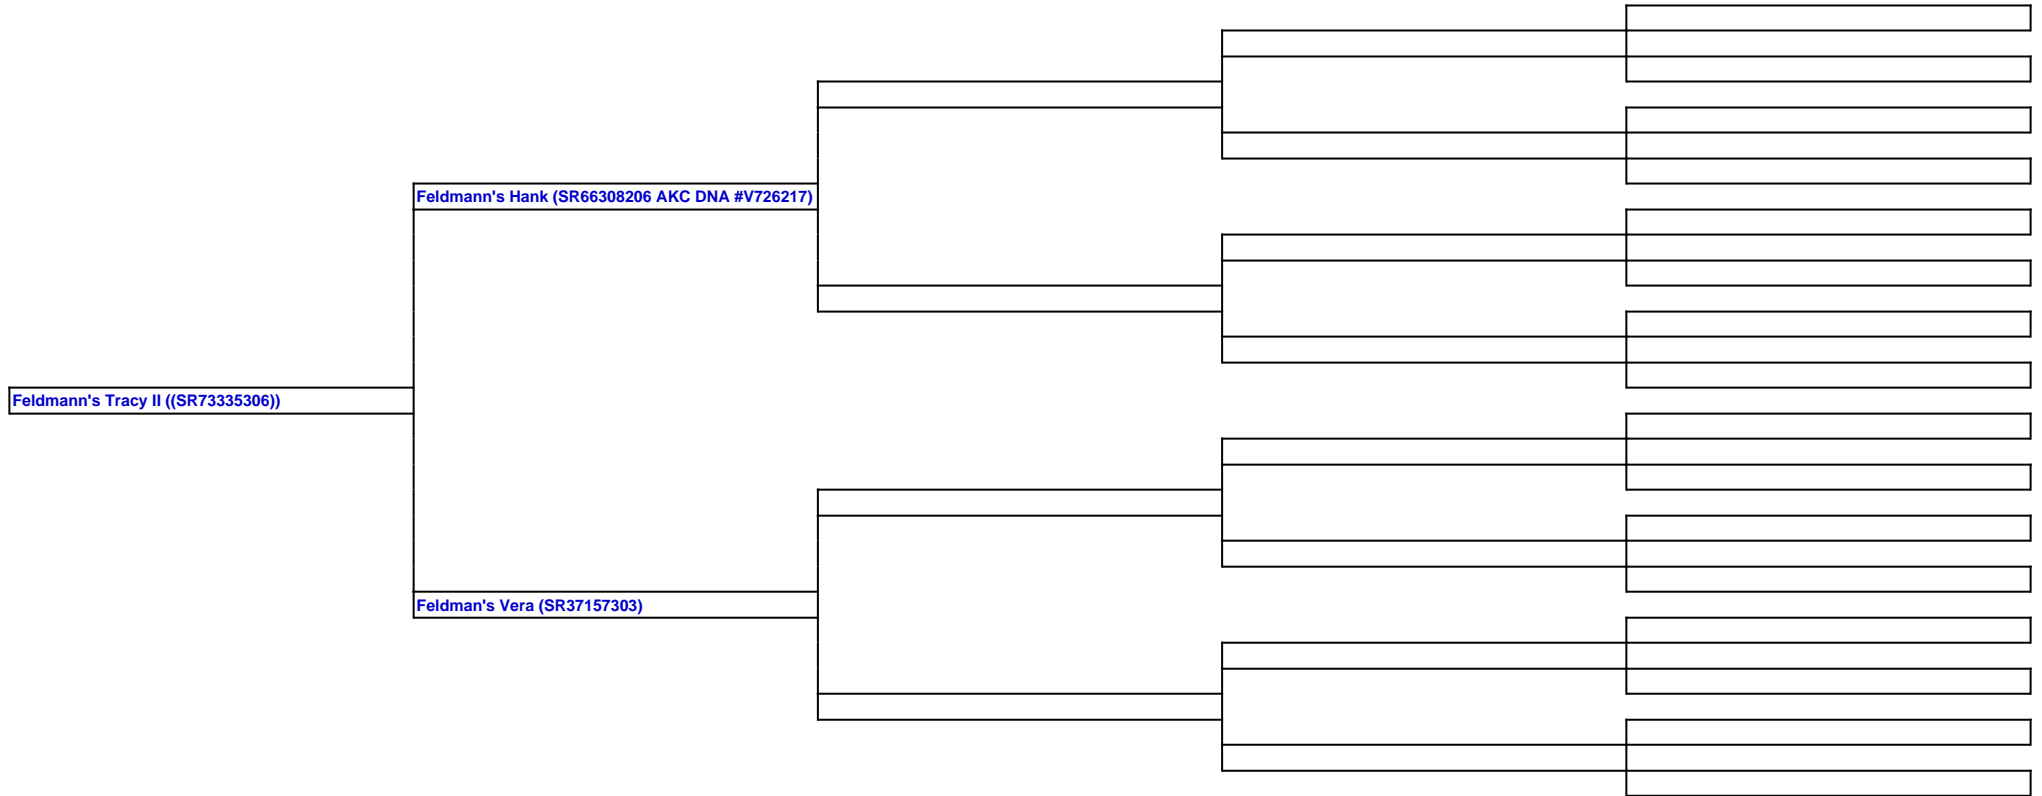 Feldmann's Hank (SR66308206 AKC DNA #V726217)
Feldmann's Tracy II ((SR73335306))
Feldman's Vera (SR37157303)